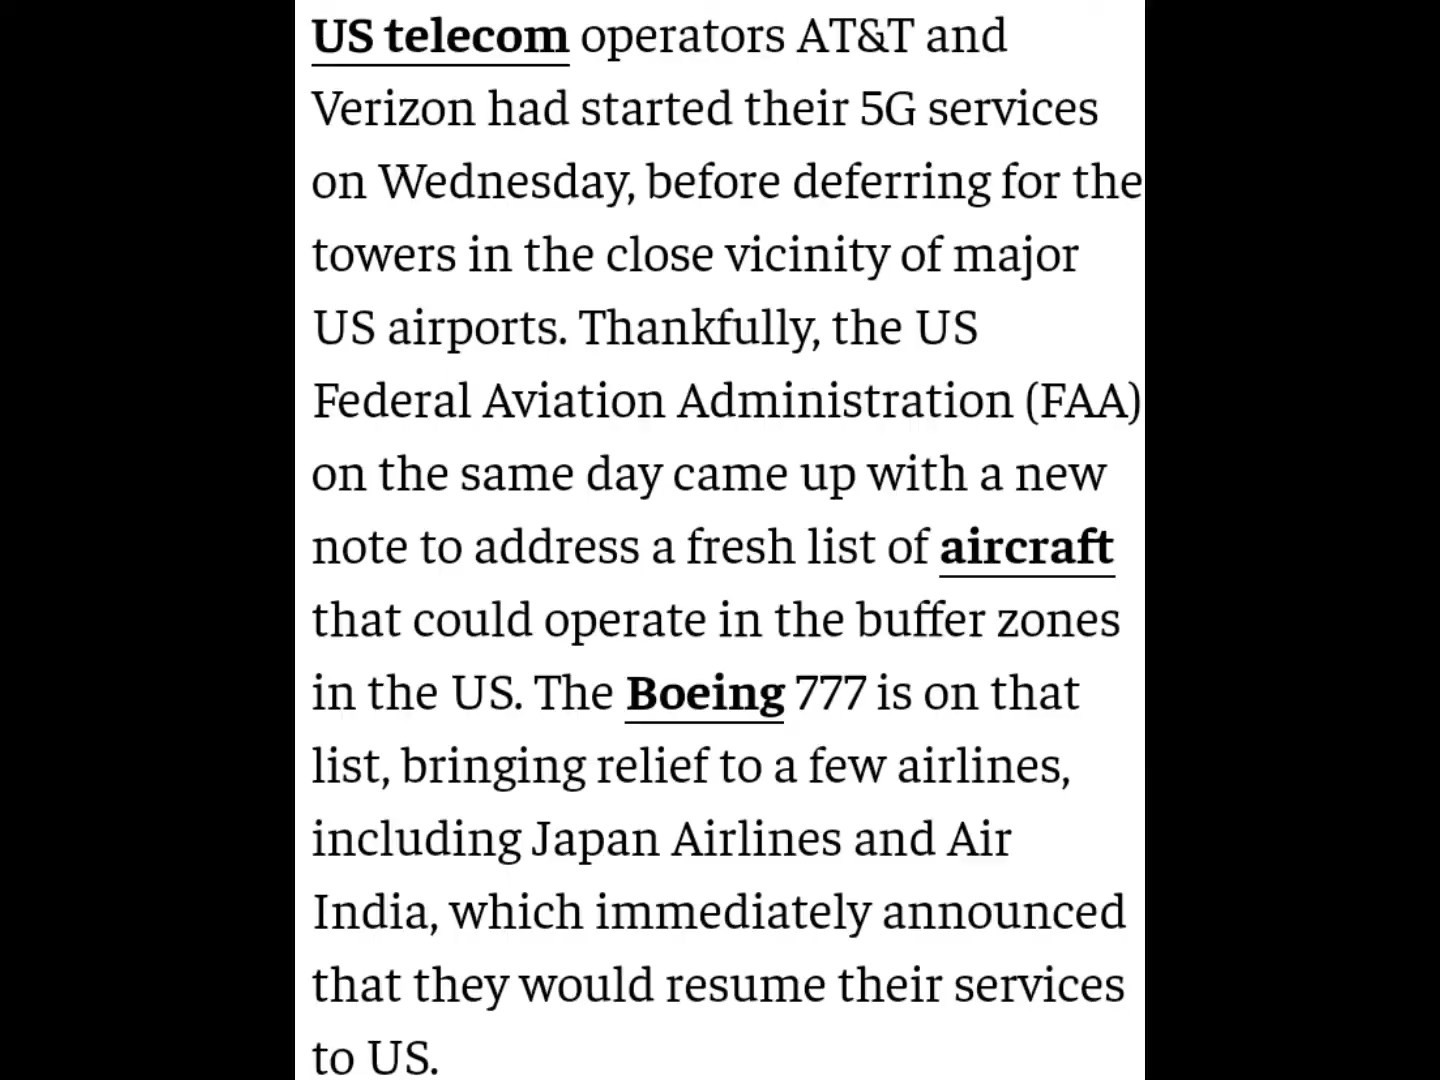 US telecom operators AT&T and
Verizon had started their 5G services
on Wednesday, before deferring for the
towers in the close vicinity of major
US airports. Thankfully, the US
Federal Aviation Administration (FAA)
on the same day came up with a new
note to address a fresh list of aircraft
that could operate in the buffer zones
in the US. The Boeing 777 is on that
list, bringing relief to a few airlines,
including Japan Airlines and Air
India, which immediately announced
that they would resume their services
to US.